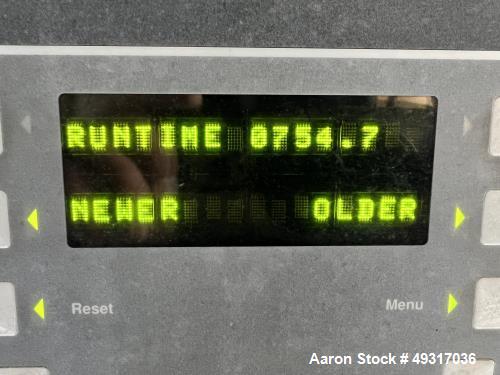 RUNTIME 0754.7
NEWER OLDER
Reset Menu
Aaron Stock # 49317036